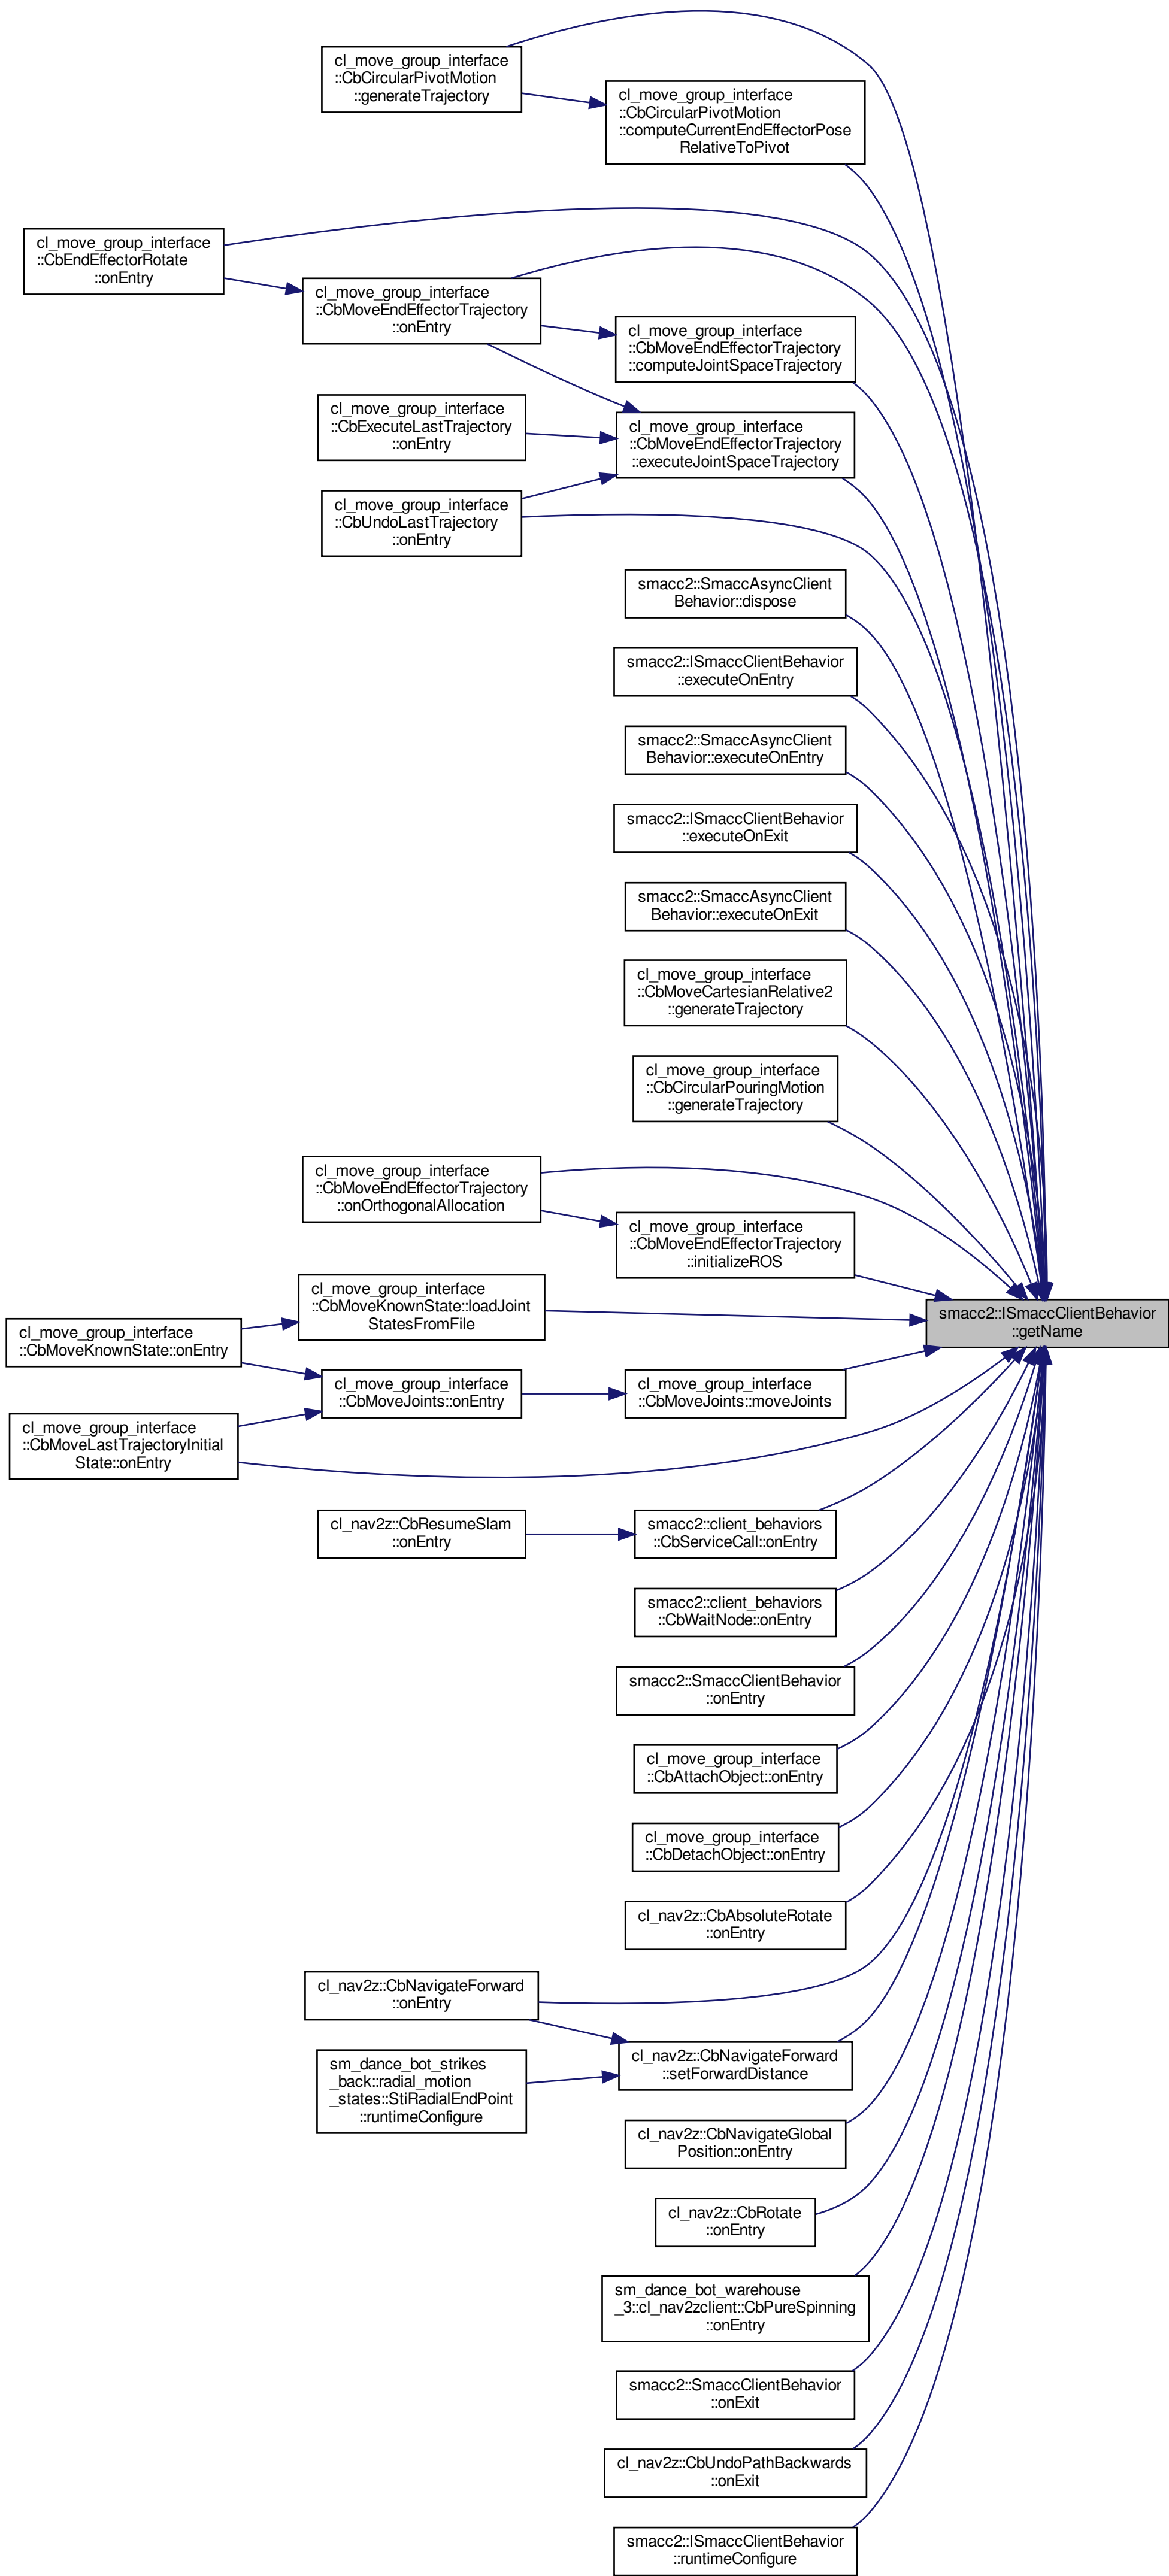 cl_move_group_interface
::CbCircularPivotMotion
::generateTrajectory
cl_move_group_interface
::CbCircularPivotMotion
::computeCurrentEndEffectorPose
RelativeToPivot
cl_move_group_interface
::CbEndEffectorRotate
::onEntry
cl_move_group_interface
::CbMoveEndEffectorTrajectory
::onEntry
cl_move_group_interface
::CbMoveEndEffectorTrajectory
::computeJointSpaceTrajectory
cl_move_group_interface
::CbExecuteLastTrajectory
::onEntry
cl_move_group_interface
::CbMoveEndEffectorTrajectory
::executeJointSpaceTrajectory
cl_move_group_interface
::CbUndoLastTrajectory
::onEntry
smacc2::SmaccAsyncClient
Behavior::dispose
smacc2::ISmaccClientBehavior
::executeOnEntry
smacc2::SmaccAsyncClient
Behavior::executeOnEntry
smacc2::ISmaccClientBehavior
::executeOnExit
smacc2::SmaccAsyncClient
Behavior::executeOnExit
cl_move_group_interface
::CbMoveCartesianRelative2
::generateTrajectory
cl_move_group_interface
::CbCircularPouringMotion
::generateTrajectory
cl_move_group_interface
::CbMoveEndEffectorTrajectory
::onOrthogonalAllocation
cl_move_group_interface
::CbMoveEndEffectorTrajectory
::initializeROS
cl_move_group_interface
::CbMoveKnownState::loadJoint
StatesFromFile
smacc2::ISmaccClientBehavior
::getName
cl_move_group_interface
::CbMoveKnownState::onEntry
cl_move_group_interface
::CbMoveJoints::onEntry
cl_move_group_interface
::CbMoveJoints::moveJoints
cl_move_group_interface
::CbMoveLastTrajectoryInitial
State::onEntry
cl_nav2z::CbResumeSlam
::onEntry
smacc2::client_behaviors
::CbServiceCall::onEntry
smacc2::client_behaviors
::CbWaitNode::onEntry
smacc2::SmaccClientBehavior
::onEntry
cl_move_group_interface
::CbAttachObject::onEntry
cl_move_group_interface
::CbDetachObject::onEntry
cl_nav2z::CbAbsoluteRotate
::onEntry
cl_nav2z::CbNavigateForward
::onEntry
cl_nav2z::CbNavigateForward
::setForwardDistance
sm_dance_bot_strikes
_back::radial_motion
_states::StiRadialEndPoint
::runtimeConfigure
cl_nav2z::CbNavigateGlobal
Position::onEntry
cl_nav2z::CbRotate
::onEntry
sm_dance_bot_warehouse
_3::cl_nav2zclient::CbPureSpinning
::onEntry
smacc2::SmaccClientBehavior
::onExit
cl_nav2z::CbUndoPathBackwards
::onExit
smacc2::ISmaccClientBehavior
::runtimeConfigure